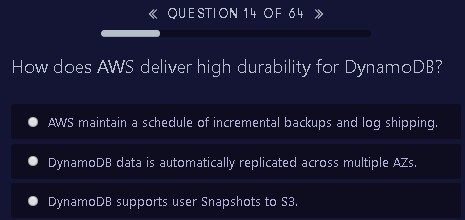 « QUESTION 14 OF 64 »
How does AWS deliver high durability for DynamoDB?
AWS maintain a schedule of incremental backups and log shipping.
DynamoDB data is automatically replicated across multiple AZs.
DynamoDB supports user Snapshots to S3.